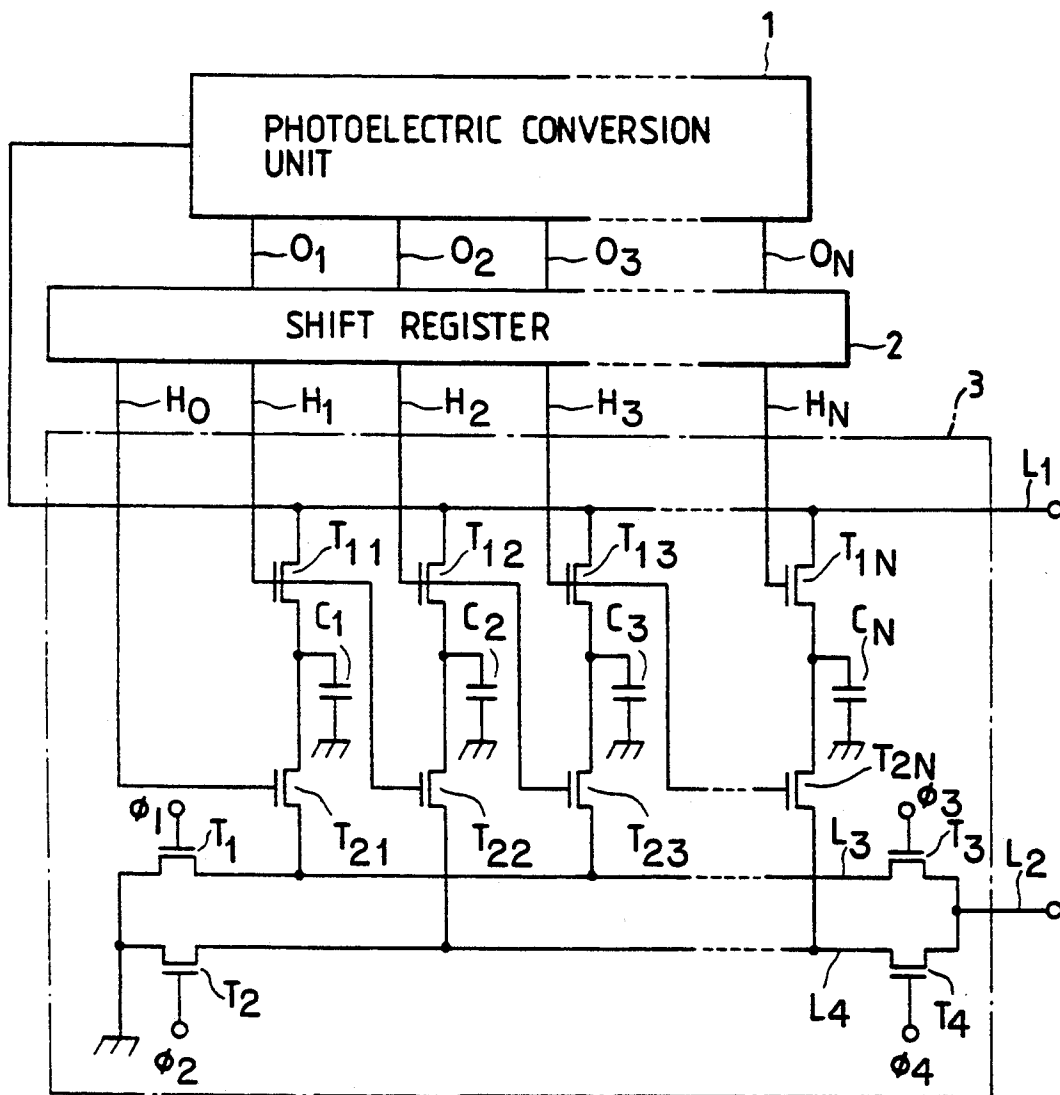 1
PHOTOELECTRIC CONVERSION
UNIT
O1 O2 O3 ON
SHIFT REGISTER
2
H0 H1 H2 H3 HN
3
L1
T11 T12 T13 T1N
C1 C2 C3 CN
T2N
ϕ1 T1 T21 T22 T23 L3 ϕ3 T3
L2
T2 L4 T4
ϕ2 ϕ4